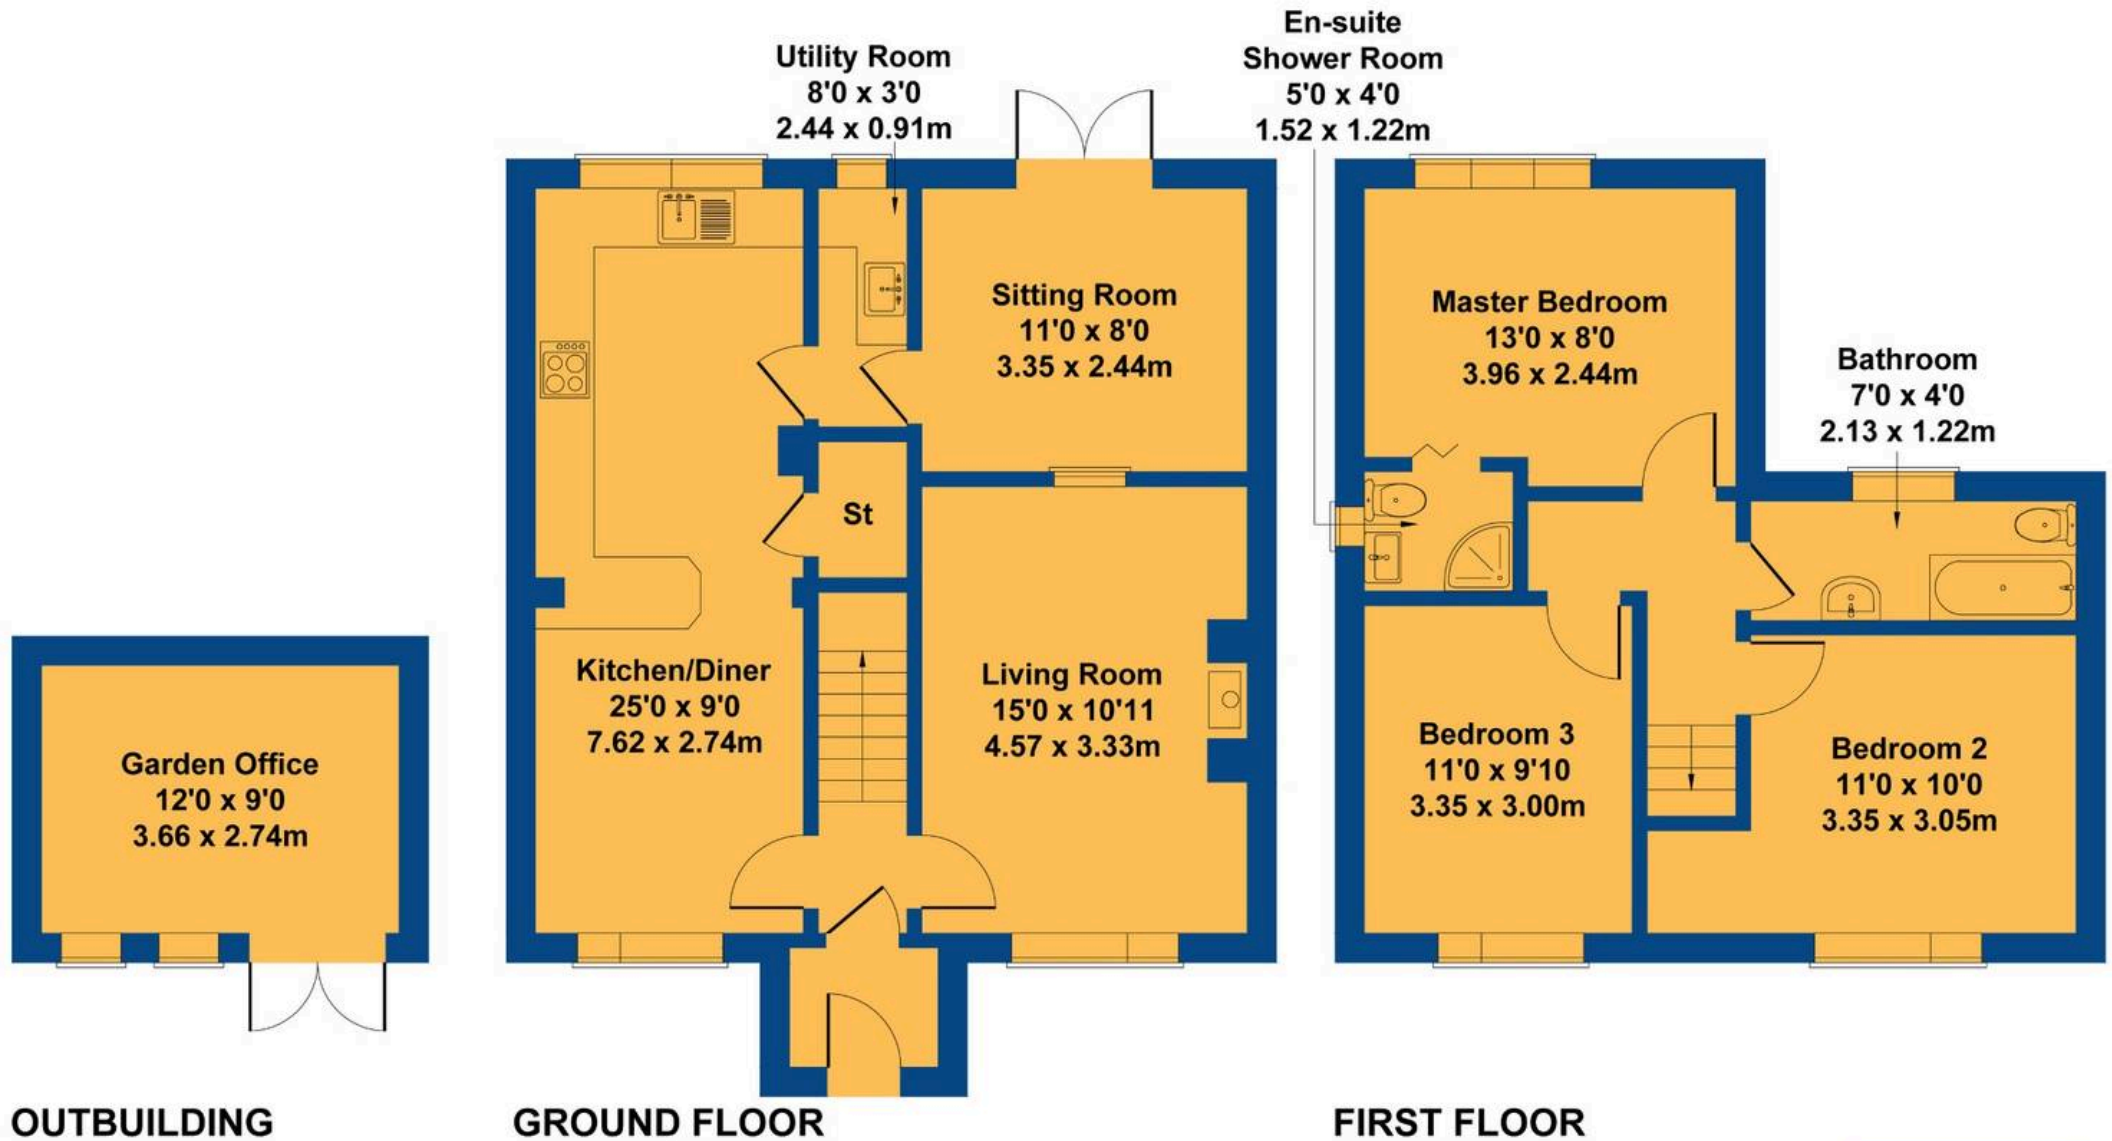 Utility Room
8'0 x 3'0
2.44 x 0.91m
En-suite
Shower Room
5'0 x 4'0
1.52 x 1.22m
Sitting Room
11'0 x 8'0
3.35 x 2.44m
Master Bedroom
13'0 x 8'0
3.96 x 2.44m
Bathroom
7'0 x 4'0
2.13 x 1.22m
St
Garden Office
12'0 x 9'0
3.66 x 2.74m
Kitchen/Diner
25'0 x 9'0
7.62 x 2.74m
Living Room
15'0 x 10'11
4.57 x 3.33m
Bedroom 3
11'0 x 9'10
3.35 x 3.00m
Bedroom 2
11'0 x 10'0
3.35 x 3.05m
OUTBUILDING
GROUND FLOOR
FIRST FLOOR